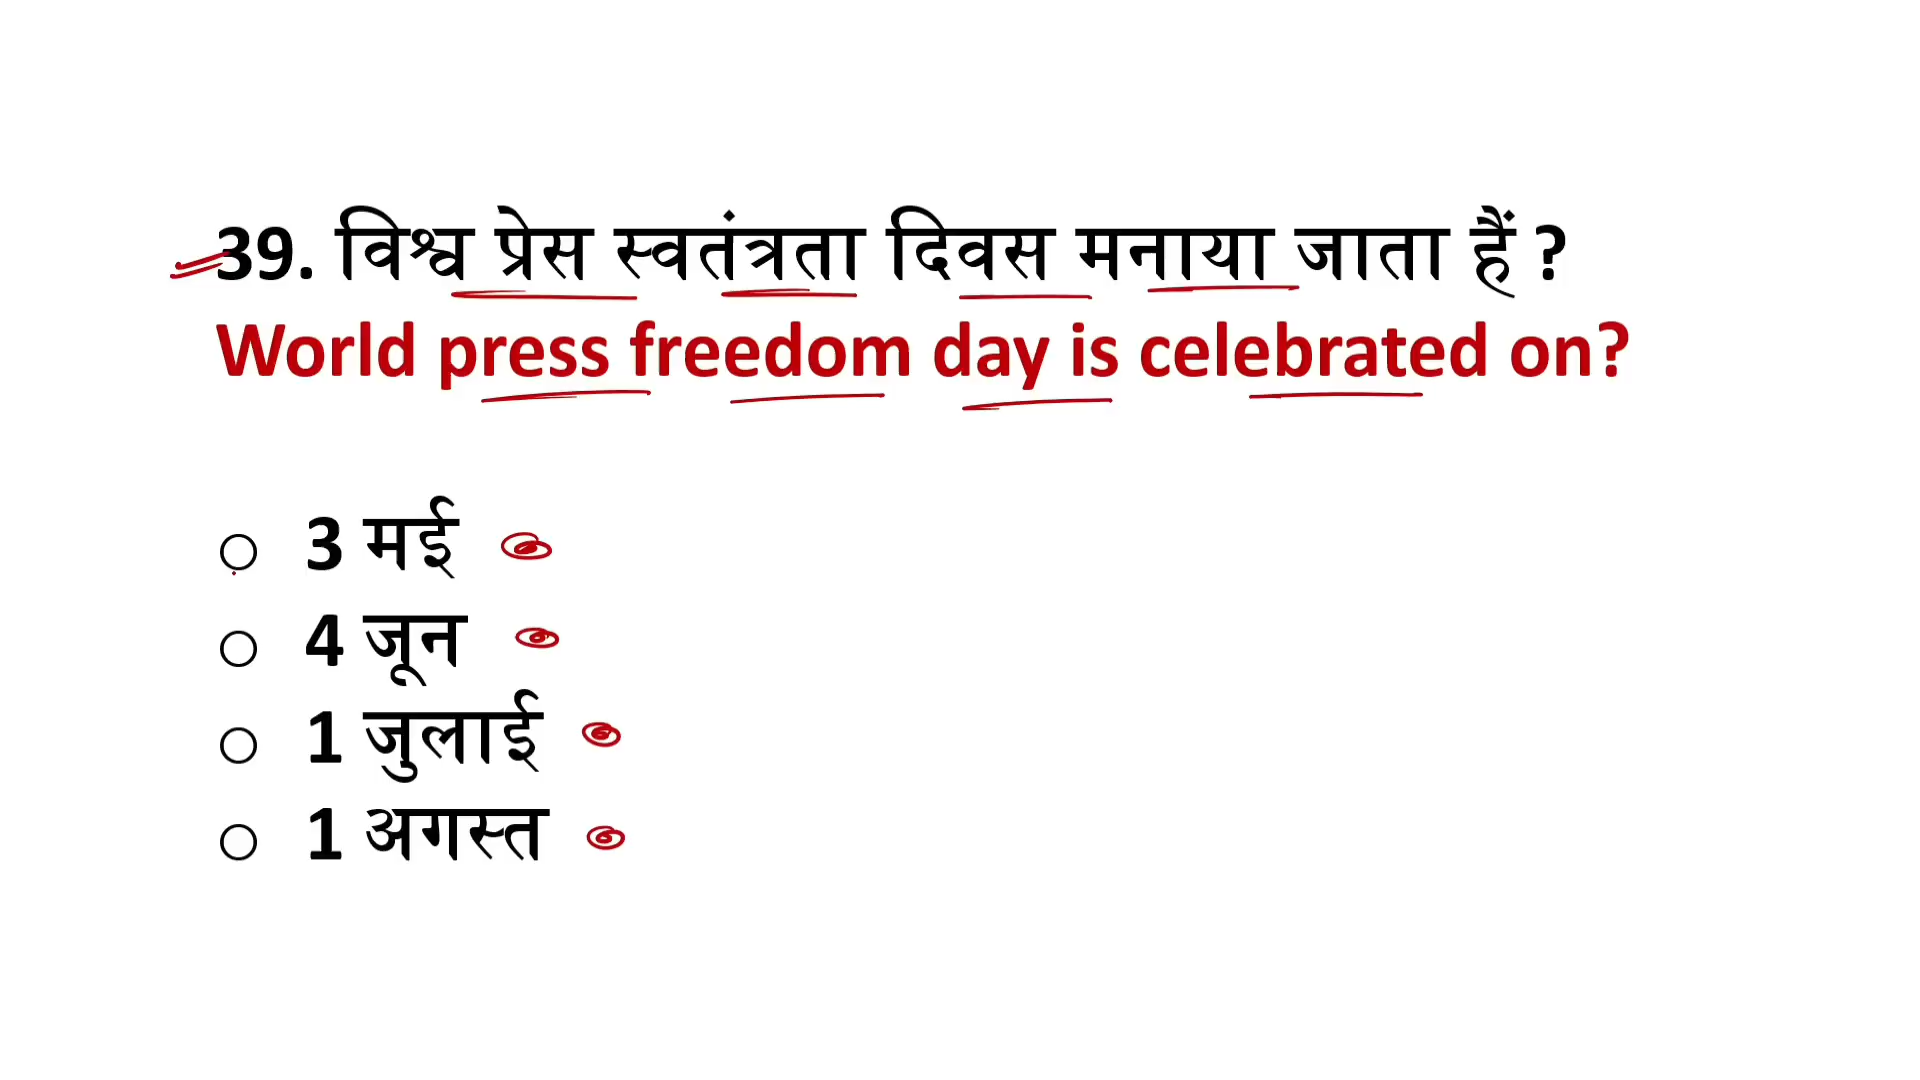 39. विश्व प्रेस स्वतंत्रता दिवस मनाया जाता हैं ?
World press freedom day is celebrated on?
3 मई
4 जून
1 जुलाई
1 अगस्त